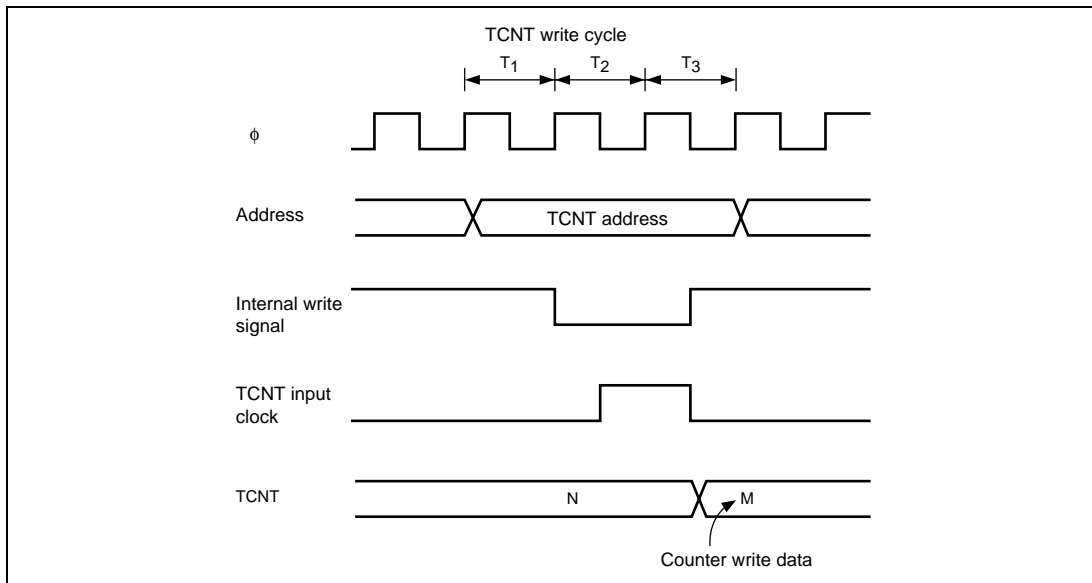 TCNT write cycle
T1 T2 T3
ϕ
Address
TCNT address
Internal write
signal
TCNT input
clock
TCNT
N
M
Counter write data